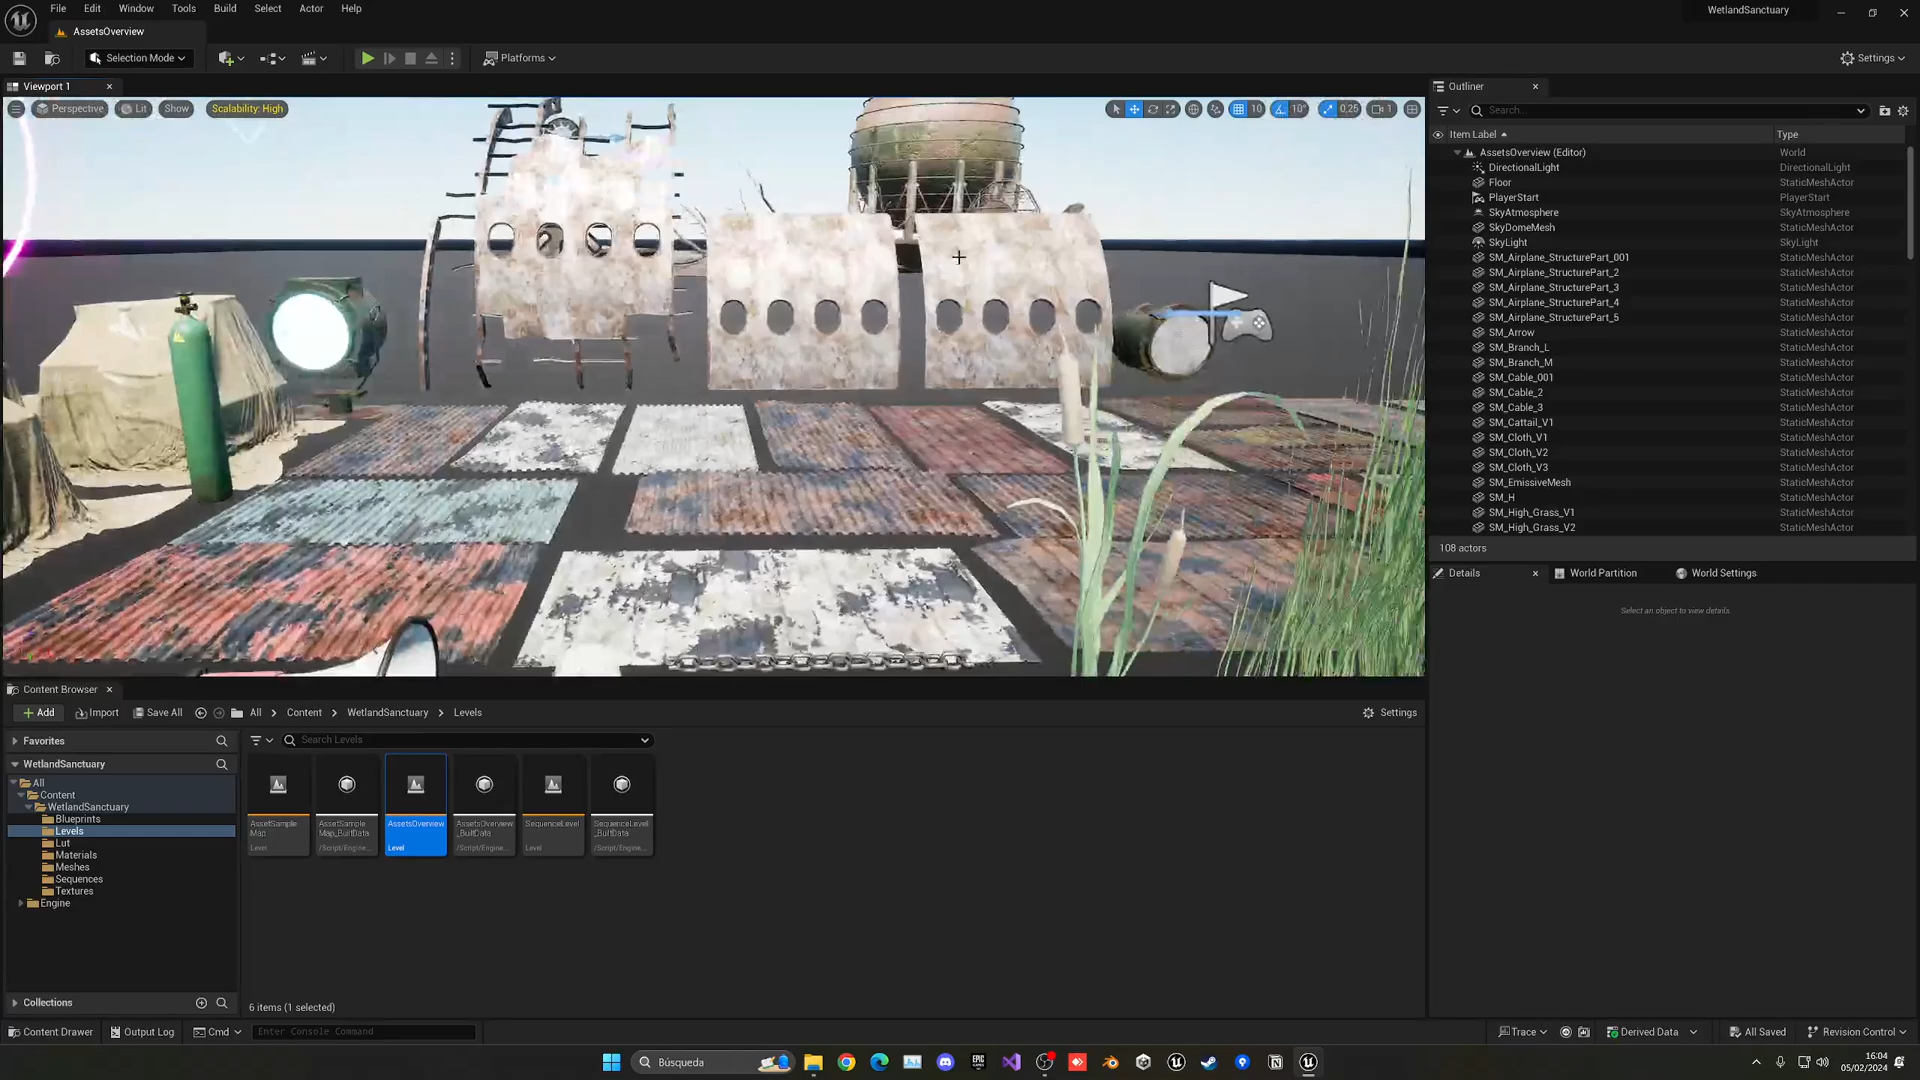 File Edit Window Tools Build Select Actor Help
WetlandSanctuary
AssetsOverview
Selection Mode
Platforms
Settings
Viewport 1
Perspective Lit Show Scalability: High
10 10° 0,25 1
Outliner
Search...
Item Label Type
AssetsOverview (Editor) World
DirectionalLight DirectionalLight
Floor StaticMeshActor
PlayerStart PlayerStart
SkyAtmosphere SkyAtmosphere
SkyDomeMesh StaticMeshActor
SkyLight SkyLight
SM_Airplane_StructurePart_001 StaticMeshActor
SM_Airplane_StructurePart_2 StaticMeshActor
SM_Airplane_StructurePart_3 StaticMeshActor
SM_Airplane_StructurePart_4 StaticMeshActor
SM_Airplane_StructurePart_5 StaticMeshActor
SM_Arrow StaticMeshActor
SM_Branch_L StaticMeshActor
SM_Branch_M StaticMeshActor
SM_Cable_001 StaticMeshActor
SM_Cable_2 StaticMeshActor
SM_Cable_3 StaticMeshActor
SM_Cattail_V1 StaticMeshActor
SM_Cloth_V1 StaticMeshActor
SM_Cloth_V2 StaticMeshActor
SM_Cloth_V3 StaticMeshActor
SM_EmissiveMesh StaticMeshActor
SM_H StaticMeshActor
SM_High_Grass_V1 StaticMeshActor
SM_High_Grass_V2 StaticMeshActor
108 actors
Details World Partition World Settings
Select an object to view details.
Content Browser
Add Import Save All All Content WetlandSanctuary Levels
Settings
Favorites
Search Levels
WetlandSanctuary
All
Content
WetlandSanctuary
Blueprints
Levels
Lut
Materials
Meshes
Sequences
Textures
Engine
AssetSample AssetSample AssetsOverview AssetsOverview SequenceLevel SequenceLevel
Map Map_BuiltData _BuiltData _BuiltData
Level /Script/Engine... Level /Script/Engine... Level /Script/Engine...
Collections
6 items (1 selected)
Content Drawer Output Log Cmd Enter Console Command
Trace Derived Data All Saved Revision Control
Búsqueda
EPIC
GAMES
16:04
05/02/2024